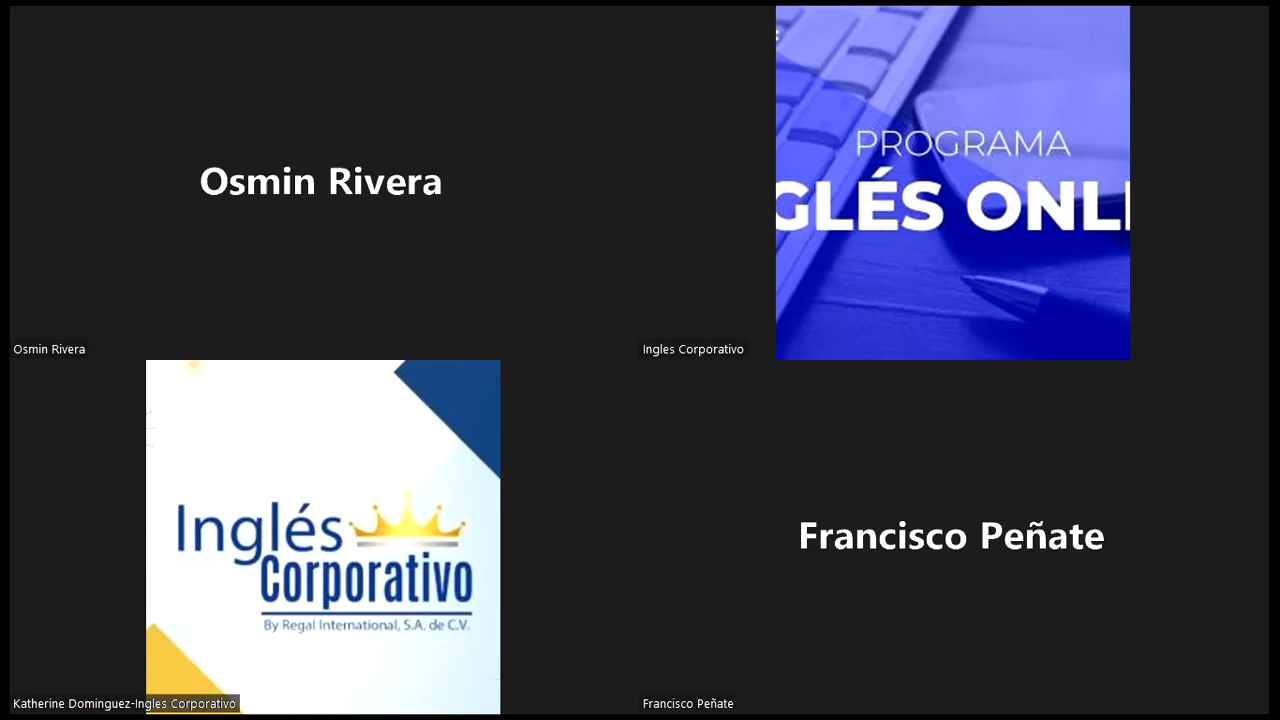 Osmin Rivera
Osmin Rivera
PROGRAMA
GLÉS ONLI
Ingles Corporativo
Inglés
Corporativo
By Regal International, S.A. de C.V.
Katherine Dominguez-Ingles Corporativo
Francisco Peñate
Francisco Peñate